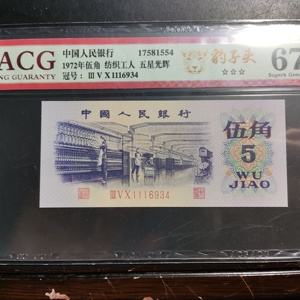 ACG
NG GUARANTY
中国人民银行 17581554
1972年伍角 纺织工人 五星光辉
冠号：ⅢⅤⅩ1116934
豹子头
☆☆☆
67
Superb Gem
中国人民银行
伍角
5
WU
JIAO
ⅢⅤⅩ1116934